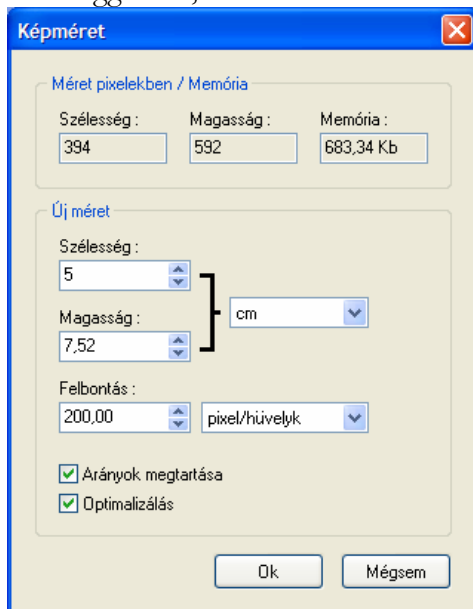 Képméret
Méret pixelekben / Memória
Szélesség : Magasság : Memória :
394 592 683,34 Kb
Új méret
Szélesség :
5
cm
Magasság :
7,52
Felbontás :
200,00 pixel/hüvelyk
Arányok megtartása
Optimalizálás
Ok Mégsem